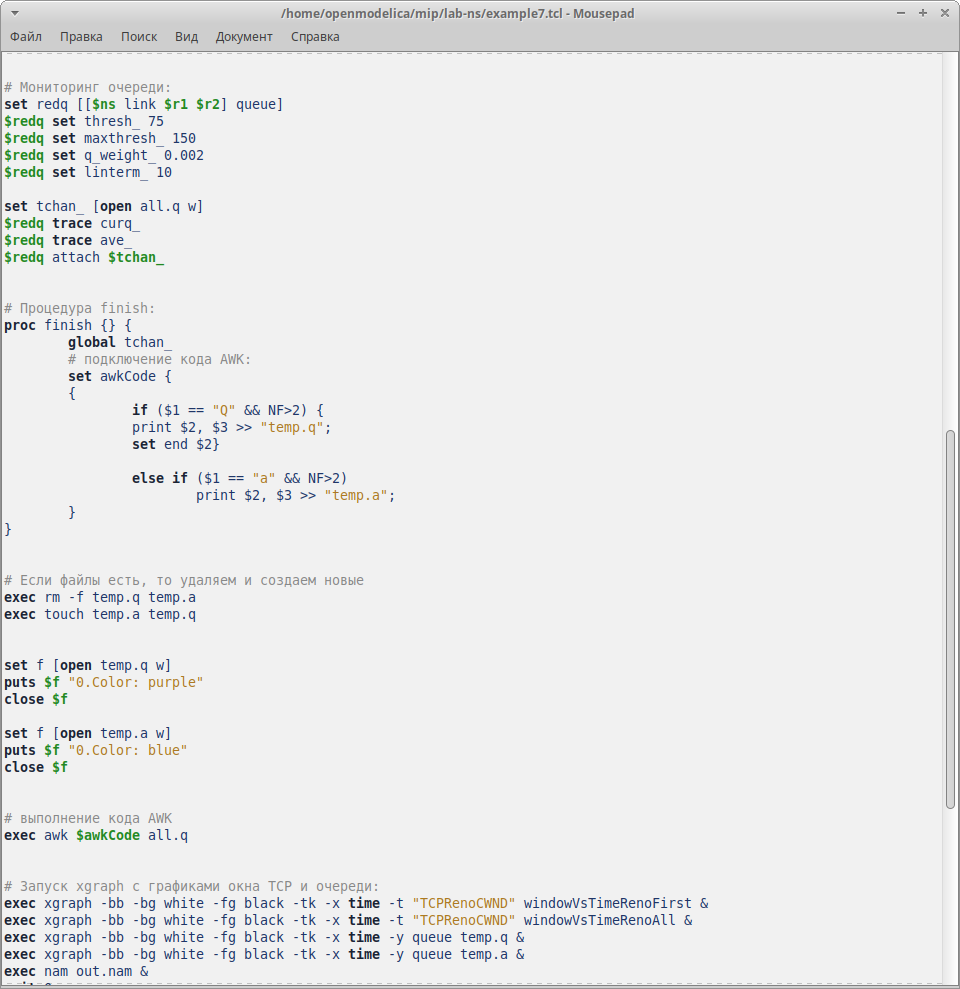 /home/openmodelica/mip/lab-ns/example7.tcl - Mousepad
Файл Правка Поиск Вид Документ Справка
# Мониторинг очереди:
set redq [[$ns link $r1 $r2] queue]
$redq set thresh_ 75
$redq set maxthresh_ 150
$redq set q_weight_ 0.002
$redq set linterm_ 10
set tchan_ [open all.q w]
$redq trace curq_
$redq trace ave_
$redq attach $tchan_
# Процедура finish:
proc finish {} {
global tchan_
# подключение кода AWK:
set awkCode {
{
if ($1 == "Q" && NF>2) {
print $2, $3 >> "temp.q";
set end $2}
else if ($1 == "a" && NF>2)
print $2, $3 >> "temp.a";
}
}
# Если файлы есть, то удаляем и создаем новые
exec rm -f temp.q temp.a
exec touch temp.a temp.q
set f [open temp.q w]
puts $f "0.Color: purple"
close $f
set f [open temp.a w]
puts $f "0.Color: blue"
close $f
# выполнение кода AWK
exec awk $awkCode all.q
# Запуск xgraph с графиками окна TCP и очереди:
exec xgraph -bb -bg white -fg black -tk -x time -t "TCPRenoCWND" windowVsTimeRenoFirst &
exec xgraph -bb -bg white -fg black -tk -x time -t "TCPRenoCWND" windowVsTimeRenoAll &
exec xgraph -bb -bg white -fg black -tk -x time -y queue temp.q &
exec xgraph -bb -bg white -fg black -tk -x time -y queue temp.a &
exec nam out.nam &